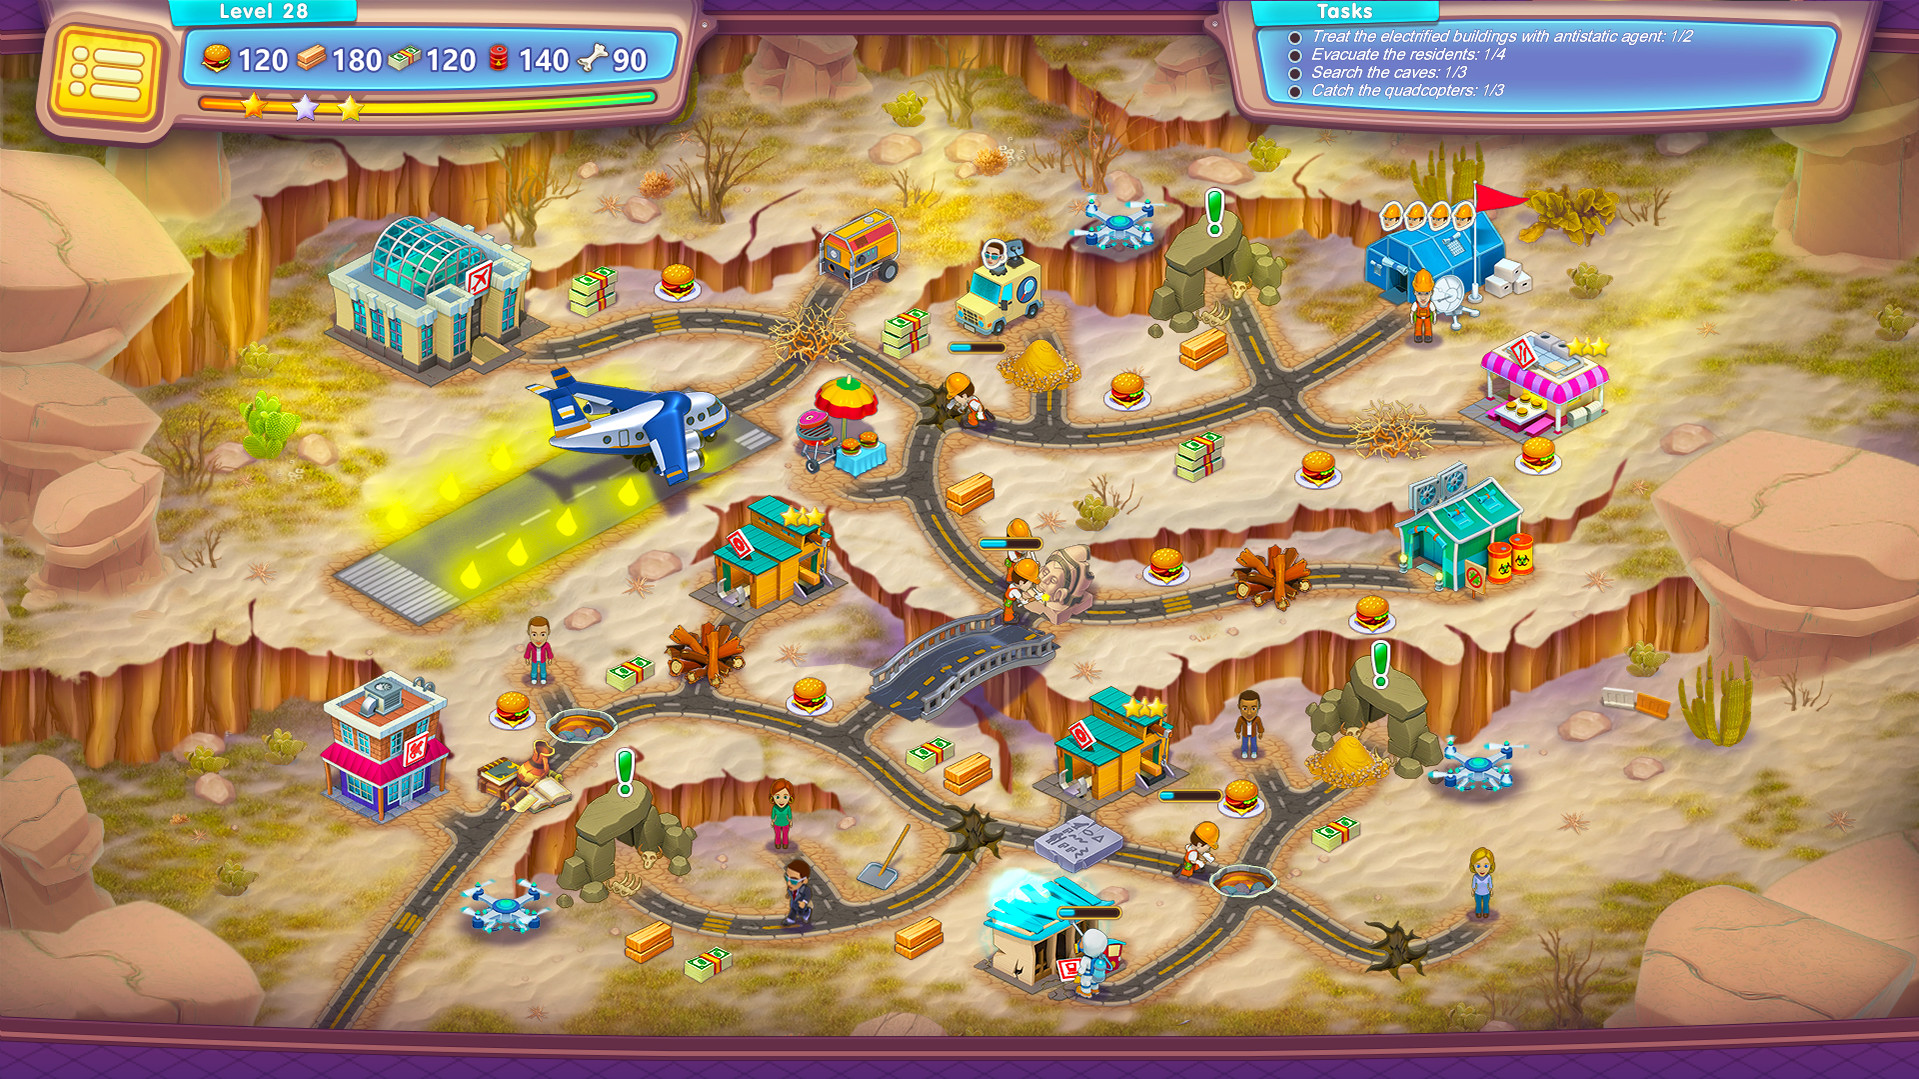 Level 28
120 180 120 140 90
Tasks
Treat the electrified buildings with antistatic agent: 1/2
Evacuate the residents: 1/4
Search the caves: 1/3
Catch the quadcopters: 1/3